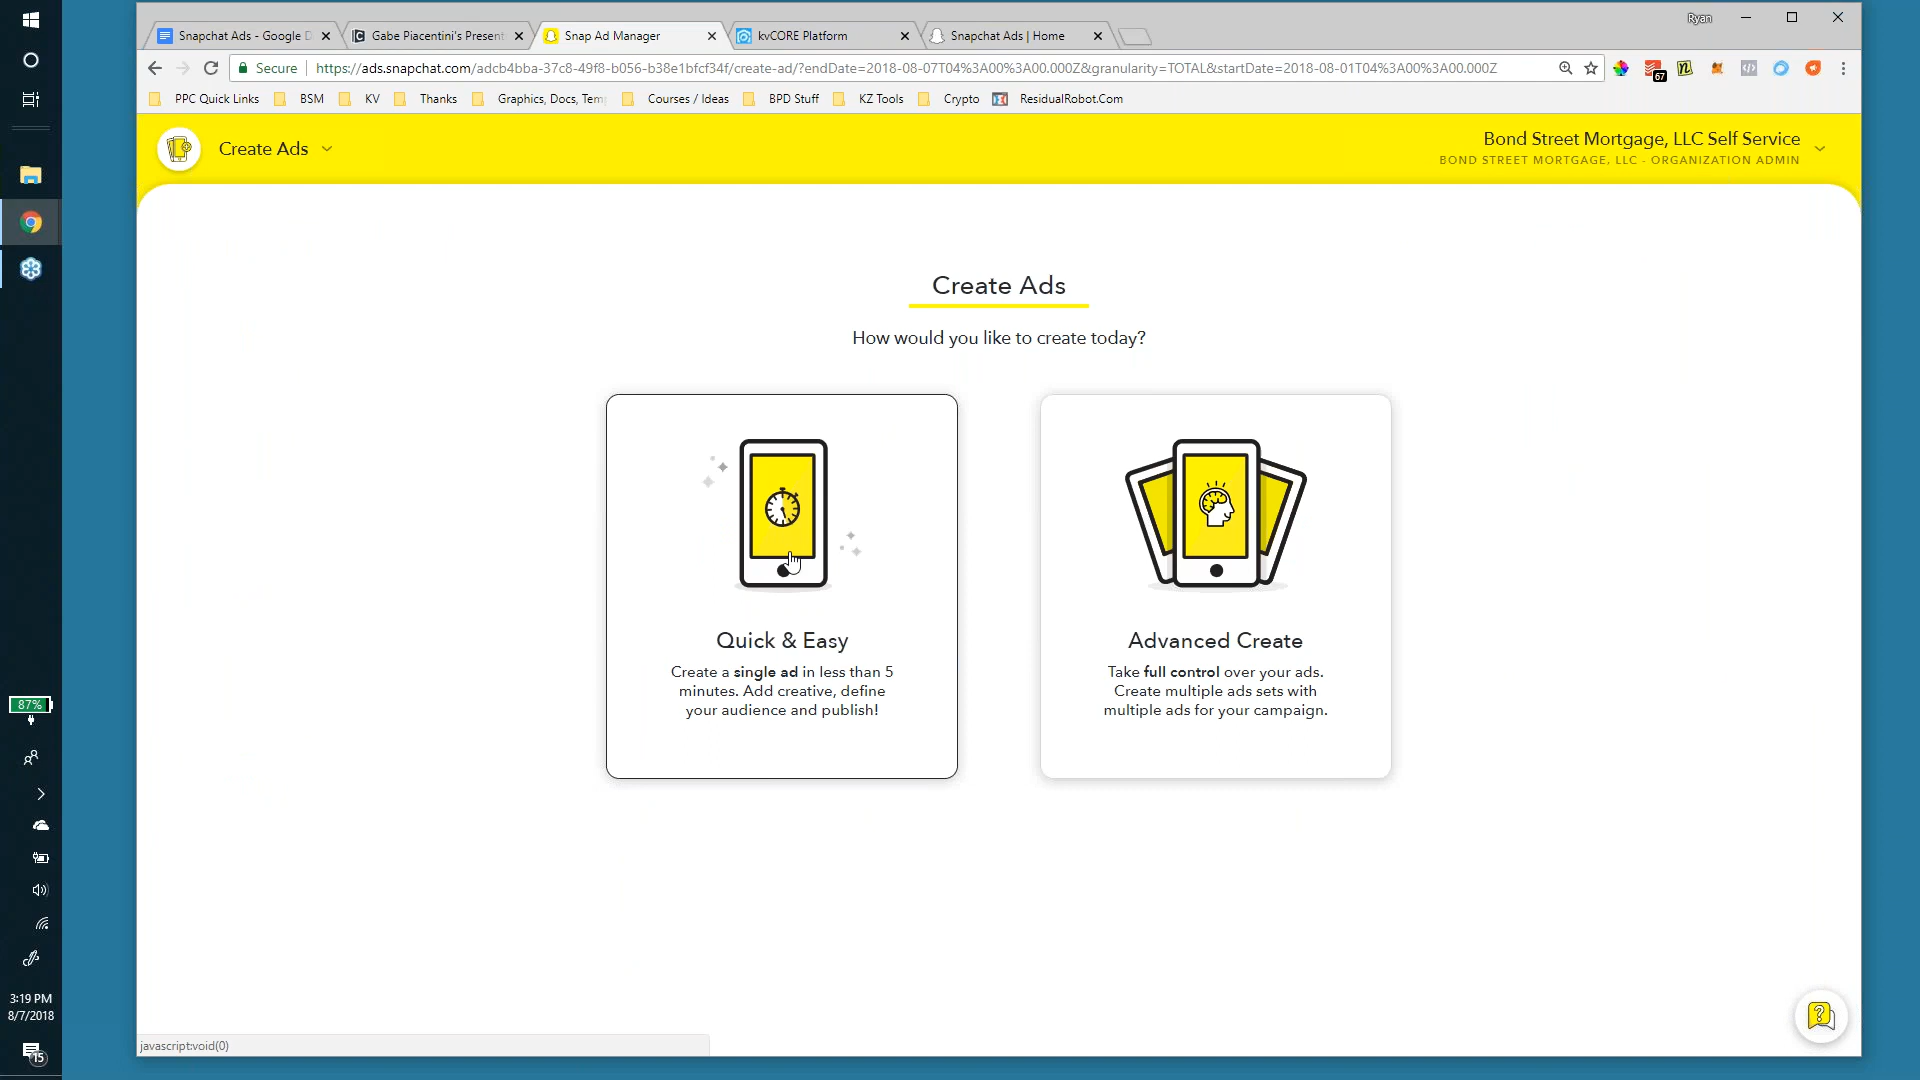 Snapchat Ads - Google D
Gabe Piacentini's Present
Snap Ad Manager
kvCORE Platform
Snapchat Ads | Home
Ryan
Secure
https://ads.snapchat.com/adcb4bba-37c8-49f8-b056-b38e1bfcf34f/create-ad/?endDate=2018-08-07T04%3A00%3A00.000Z&granularity=TOTAL&startDate=2018-08-01T04%3A00%3A00.000Z
67
PPC Quick Links
BSM
KV
Thanks
Graphics, Docs, Temp
Courses / Ideas
BPD Stuff
KZ Tools
Crypto
ResidualRobot.Com
Create Ads
Bond Street Mortgage, LLC Self Service
BOND STREET MORTGAGE, LLC - ORGANIZATION ADMIN
Create Ads
How would you like to create today?
Quick & Easy
Create a single ad in less than 5
minutes. Add creative, define
your audience and publish!
Advanced Create
Take full control over your ads.
Create multiple ads sets with
multiple ads for your campaign.
87%
3:19 PM
8/7/2018
15
javascript:void(0)